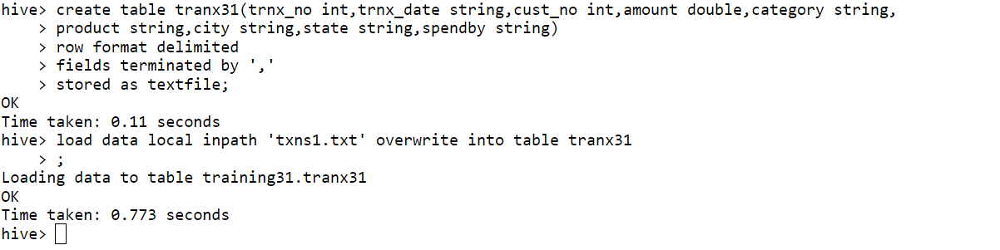 hive> create table tranx31(trnx_no int,trnx_date string,cust_no int,amount double,category string,
    > product string,city string,state string,spendby string)
    > row format delimited
    > fields terminated by ','
    > stored as textfile;
OK
Time taken: 0.11 seconds
hive> load data local inpath 'txns1.txt' overwrite into table tranx31
    > ;
Loading data to table training31.tranx31
OK
Time taken: 0.773 seconds
hive>